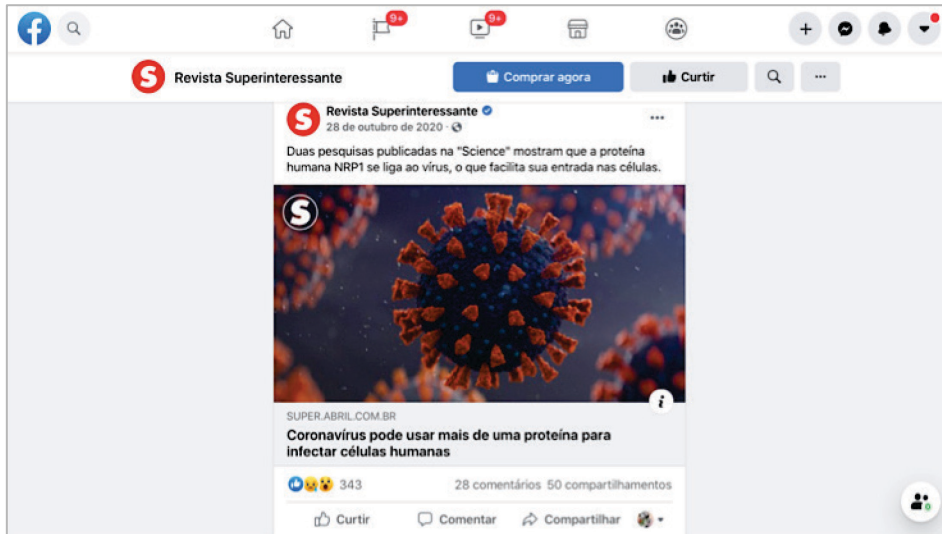 9+ 9+
S Revista Superinteressante Comprar agora Curtir
S Revista Superinteressante
28 de outubro de 2020 ·
Duas pesquisas publicadas na "Science" mostram que a proteína
humana NRP1 se liga ao vírus, o que facilita sua entrada nas células.
S
i
SUPER.ABRIL.COM.BR
Coronavírus pode usar mais de uma proteína para
infectar células humanas
343 28 comentários 50 compartilhamentos
Curtir Comentar Compartilhar